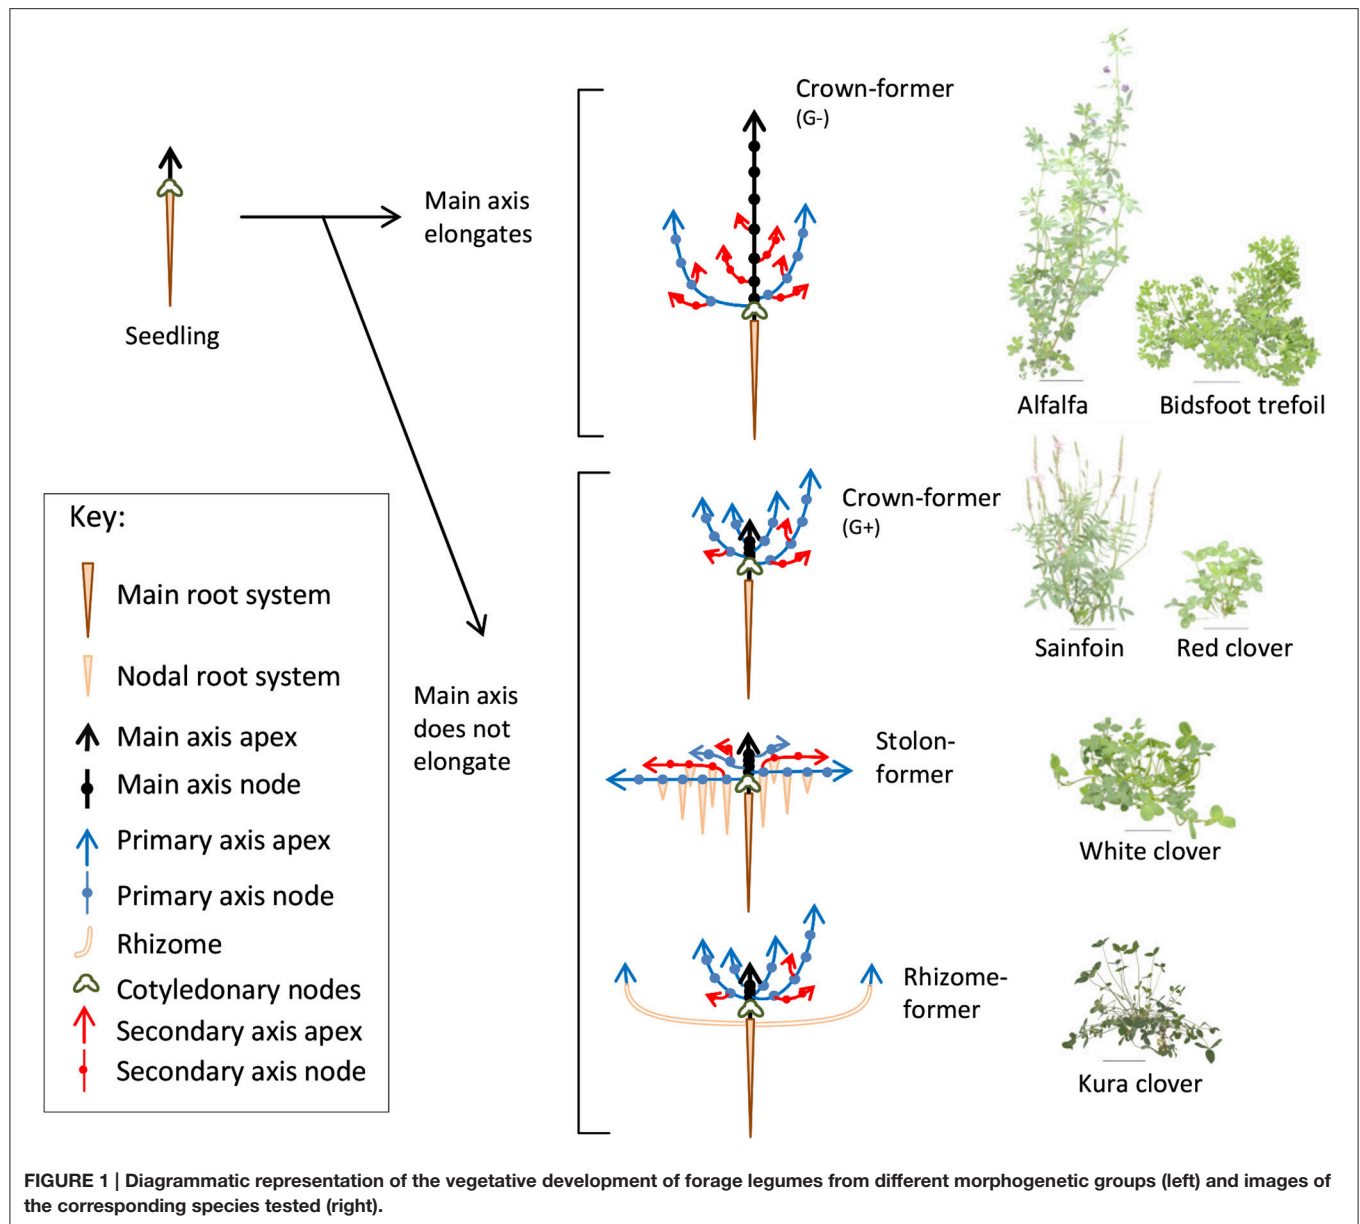 Crown-former
(G-)
Main axis
elongates
Seedling
Alfalfa
Bidsfoot trefoil
Crown-former
(G+)
Sainfoin
Red clover
Main axis
does not
elongate
Stolon-
former
White clover
Rhizome-
former
Kura clover
Key:
Main root system
Nodal root system
Main axis apex
Main axis node
Primary axis apex
Primary axis node
Rhizome
Cotyledonary nodes
Secondary axis apex
Secondary axis node
FIGURE 1 | Diagrammatic representation of the vegetative development of forage legumes from different morphogenetic groups (left) and images of
the corresponding species tested (right).